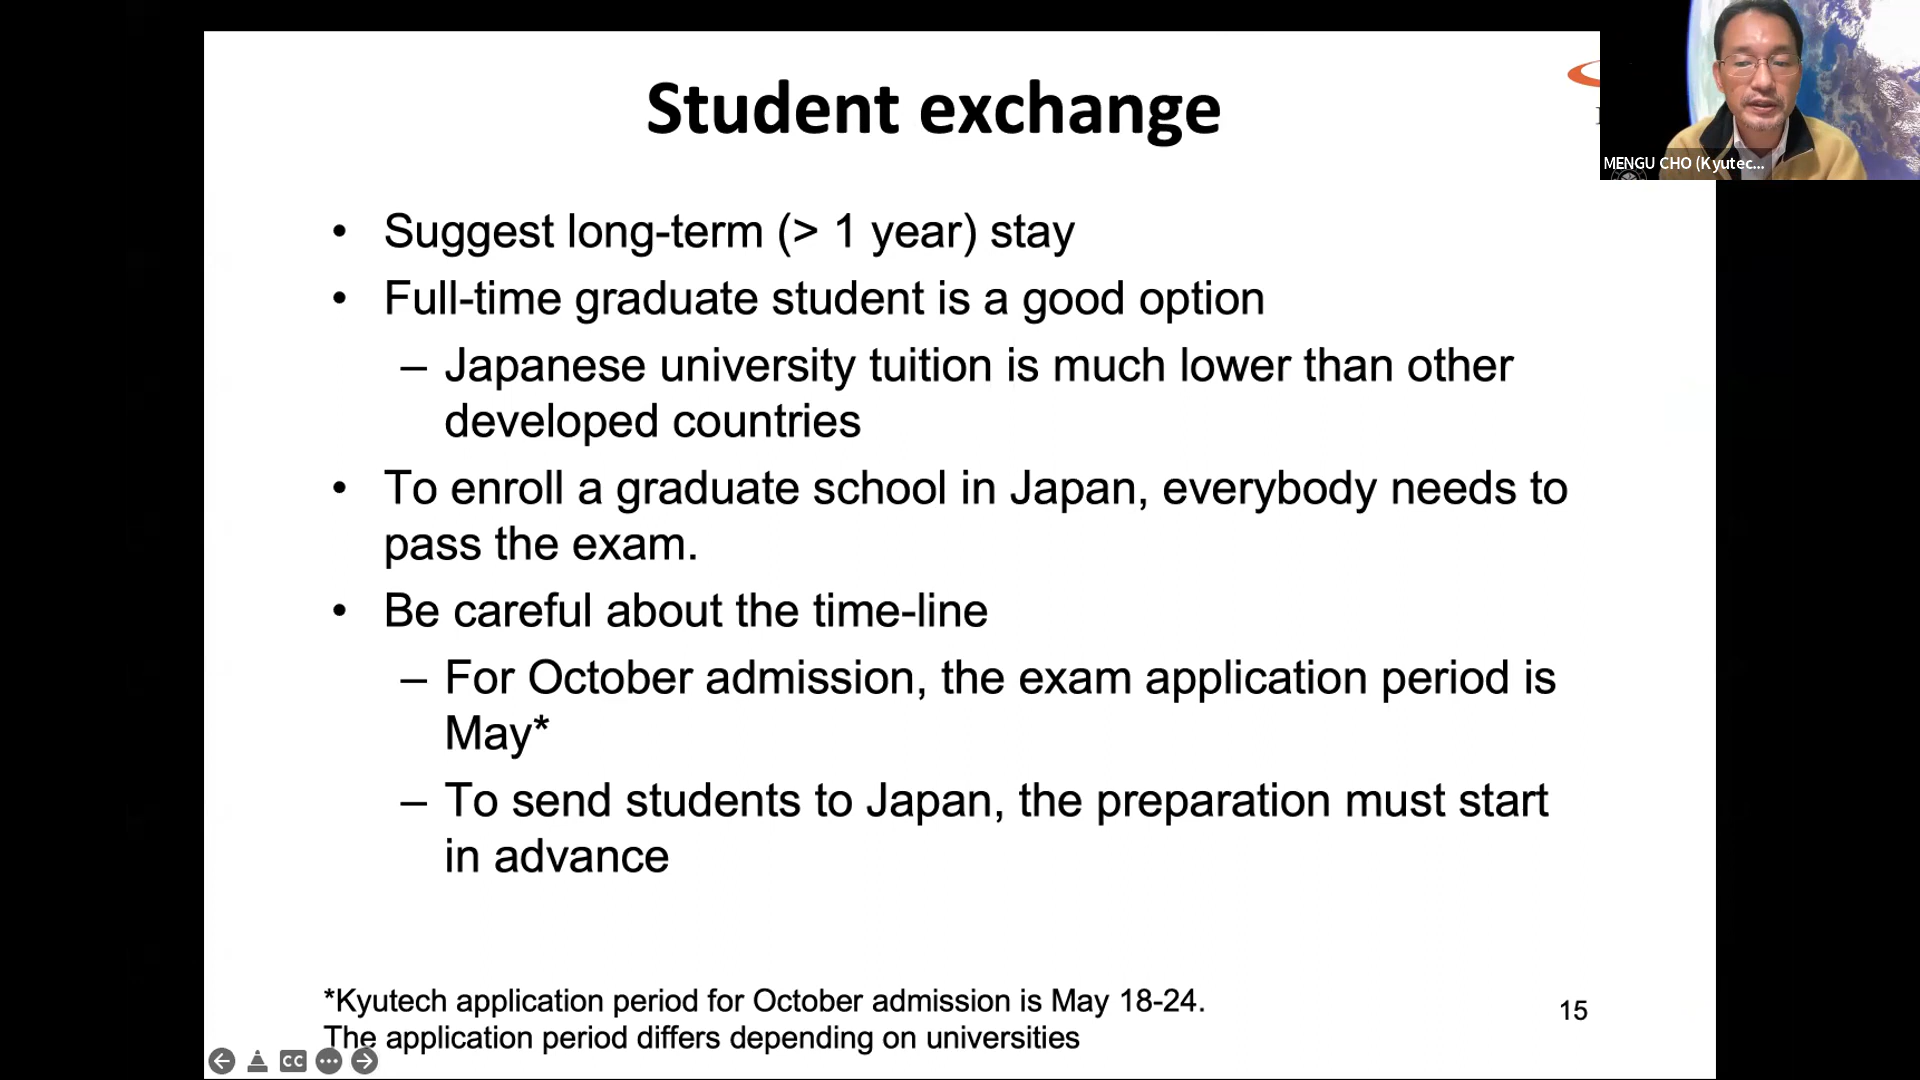 Student exchange
MENGU CHO (Kyutec...
• Suggest long-term (> 1 year) stay
• Full-time graduate student is a good option
– Japanese university tuition is much lower than other
developed countries
• To enroll a graduate school in Japan, everybody needs to
pass the exam.
• Be careful about the time-line
– For October admission, the exam application period is
May*
– To send students to Japan, the preparation must start
in advance
*Kyutech application period for October admission is May 18-24.
15
The application period differs depending on universities
CC